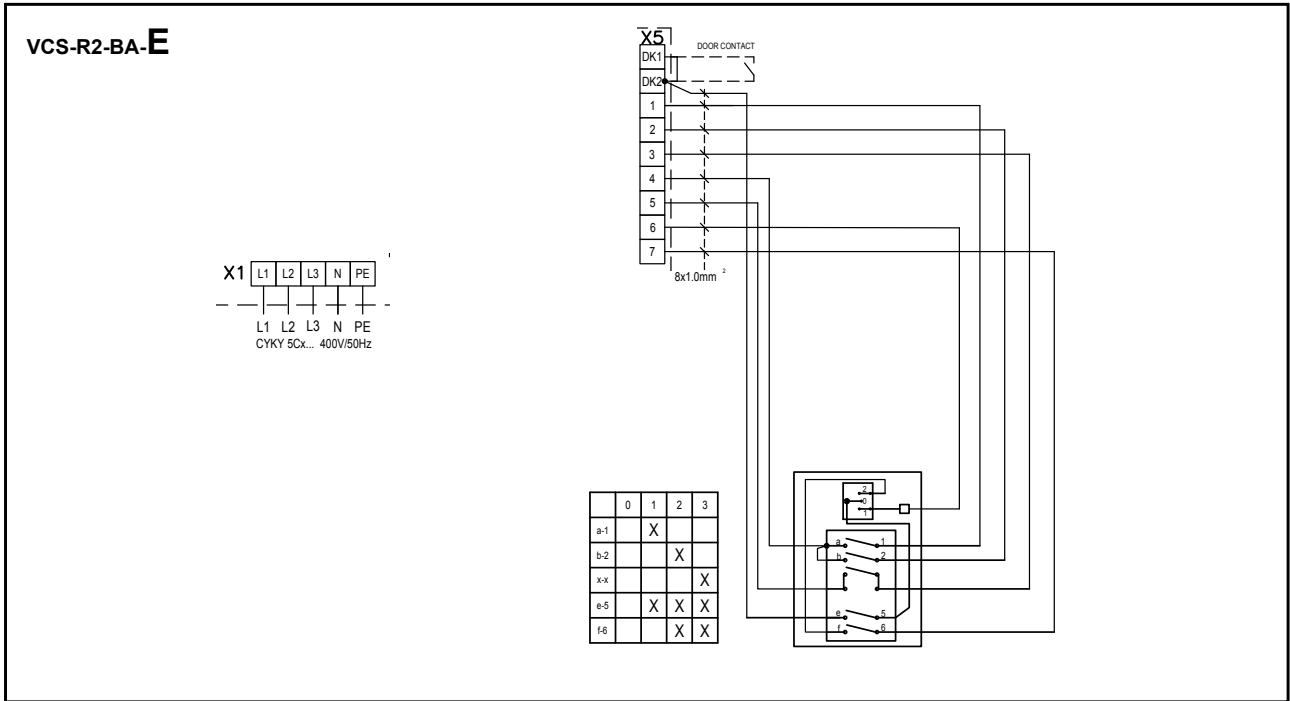 VCS-R2-BA-E
X5
DOOR CONTACT
DK1
DK2
1
2
3
4
5
6
7
8x1.0mm 2
X1 L1 L2 L3 N PE
L1 L2 L3 N PE
CYKY 5Cx... 400V/50Hz
0 1 2 3
a-1 X
b-2 X
x-x X
e-5 X X X
f-6 X X
2
0
1
a 1
b 2
e 5
f 6